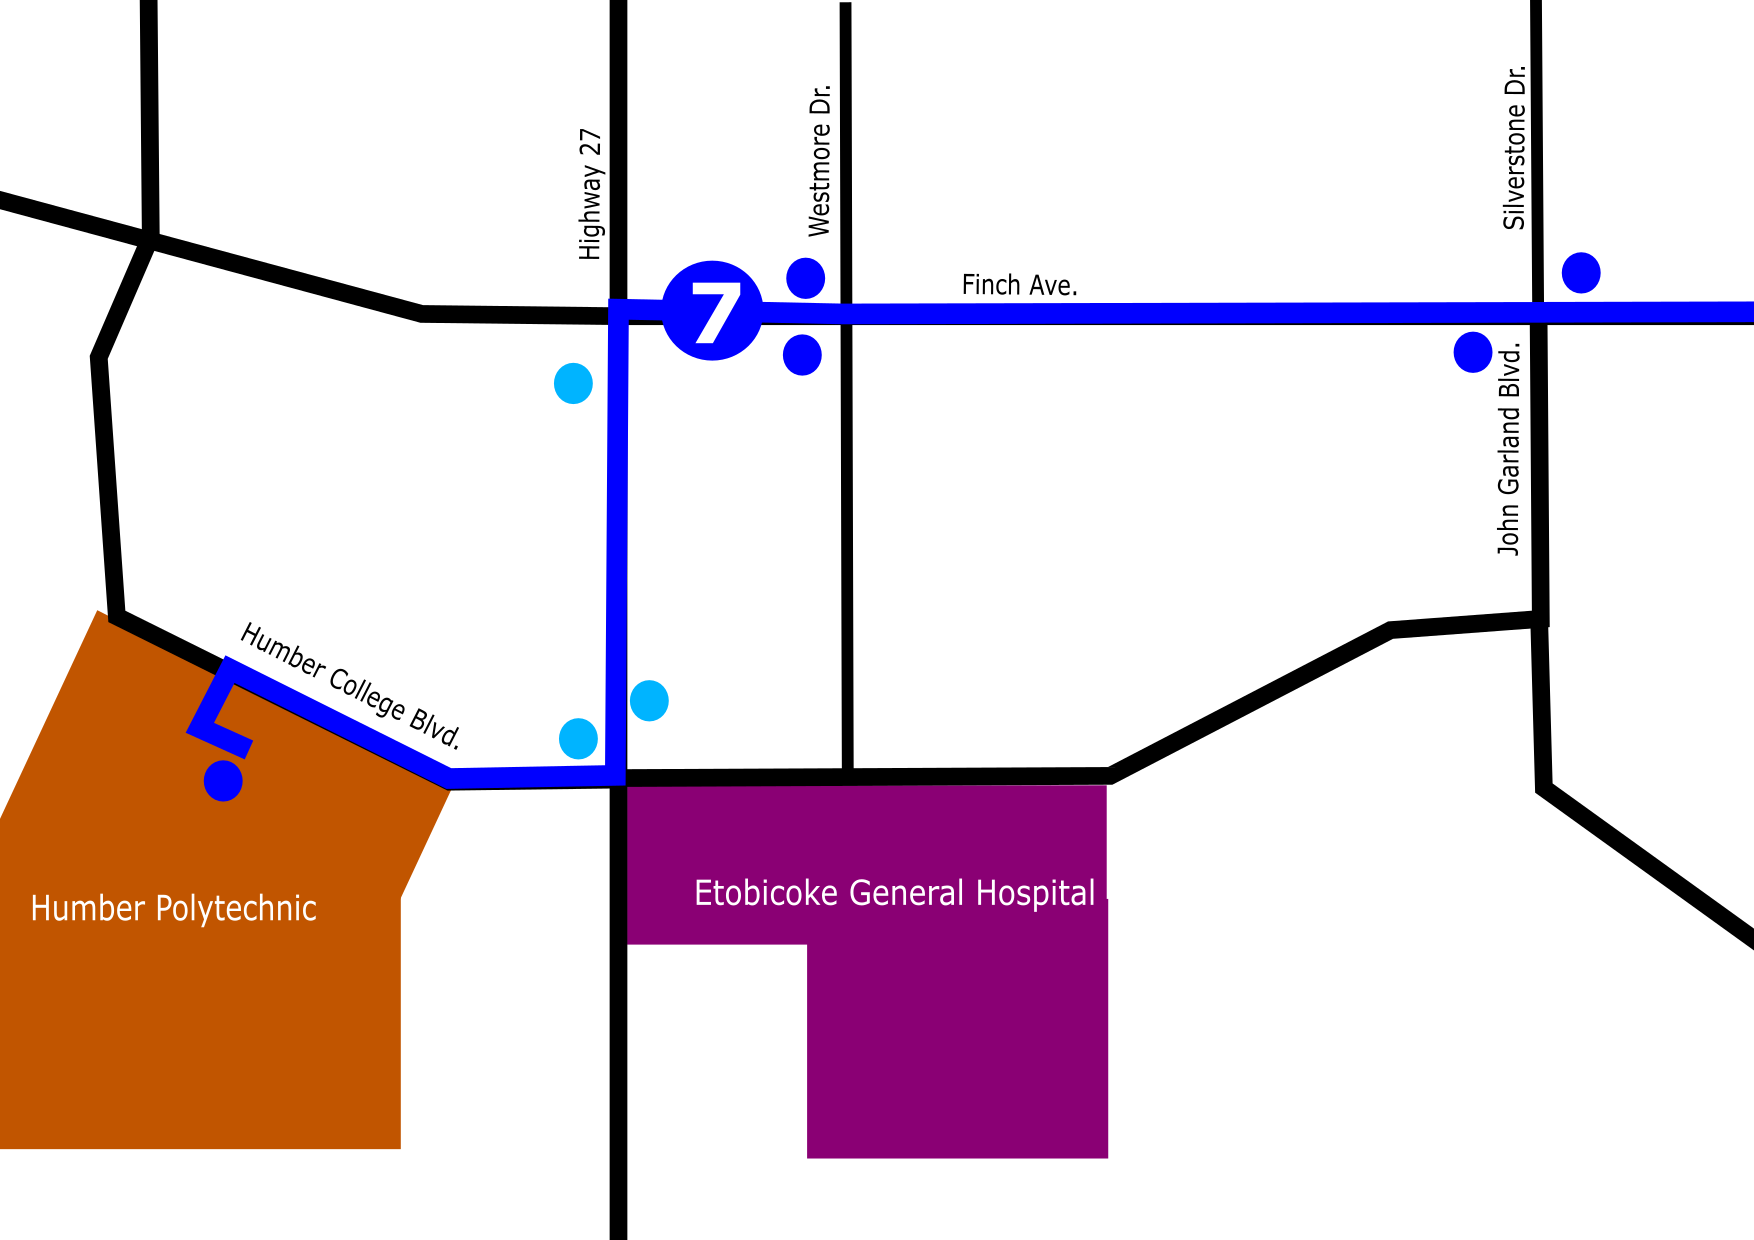 Highway 27
Westmore Dr.
Silverstone Dr.
7
Finch Ave.
John Garland Blvd.
Humber College Blvd.
Humber Polytechnic
Etobicoke General Hospital